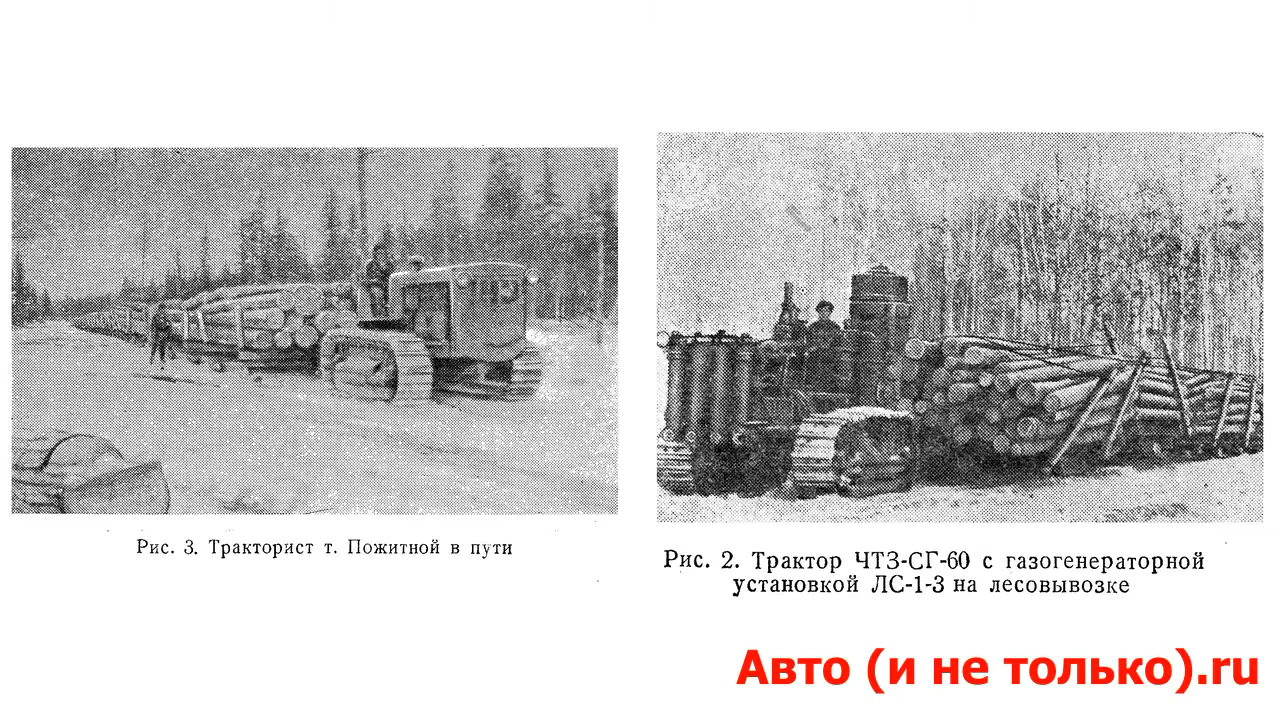 Рис. 3. Тракторист т. Пожитной в пути
Рис. 2. Трактор ЧТЗ-СГ-60 с газогенераторной
установкой ЛС-1-3 на лесовывозке
Авто (и не только).ru